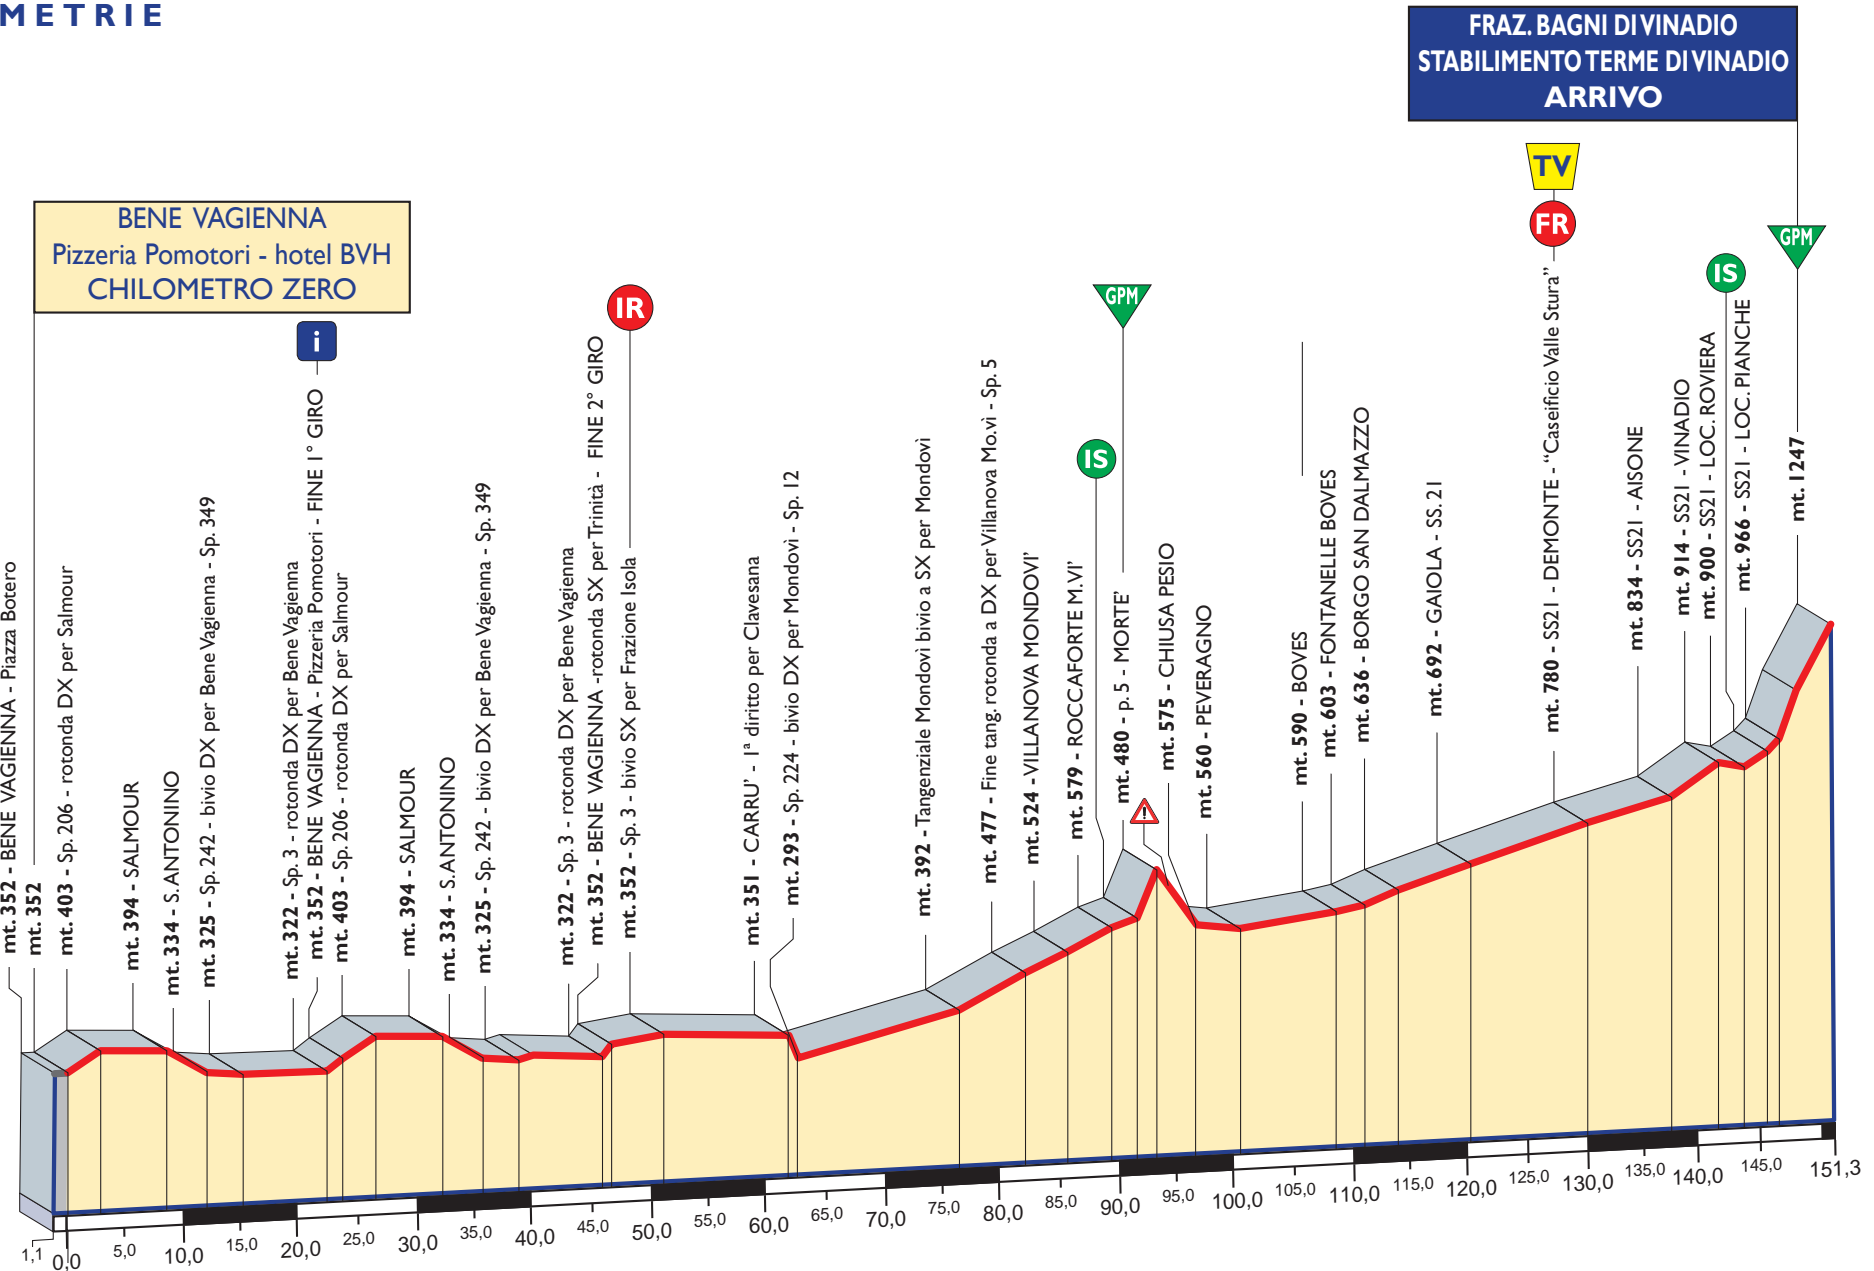 METRIE
FRAZ. BAGNI DI VINADIO
STABILIMENTO TERME DI VINADIO
ARRIVO
TV
FR
GPM
IS
BENE VAGIENNA
Pizzeria Pomotori - hotel BVH
CHILOMETRO ZERO
i
IR
GPM
IS
mt. 352 - BENE VAGIENNA - Piazza Botero
mt. 352
mt. 403 - Sp. 206 - rotonda DX per Salmour
mt. 394 - SALMOUR
mt. 334 - S. ANTONINO
mt. 325 - Sp. 242 - bivio DX per Bene Vagienna - Sp. 349
mt. 322 - Sp. 3 - rotonda DX per Bene Vagienna
mt. 352 - BENE VAGIENNA - Pizzeria Pomotori - FINE 1° GIRO
mt. 403 - Sp. 206 - rotonda DX per Salmour
mt. 394 - SALMOUR
mt. 334 - S. ANTONINO
mt. 325 - Sp. 242 - bivio DX per Bene Vagienna - Sp. 349
mt. 322 - Sp. 3 - rotonda DX per Bene Vagienna
mt. 352 - BENE VAGIENNA -rotonda SX per Trinità - FINE 2° GIRO
mt. 352 - Sp. 3 - bivio SX per Frazione Isola
mt. 351 - CARRU' - 1ª diritto per Clavesana
mt. 293 - Sp. 224 - bivio DX per Mondovì - Sp. 12
mt. 392 - Tangenziale Mondovì bivio a SX per Mondovì
mt. 477 - Fine tang. rotonda a DX per Villanova Mo.vì - Sp. 5
mt. 524 - VILLANOVA MONDOVI'
mt. 579 - ROCCAFORTE M.VI'
mt. 480 - p. 5 - MORTE'
mt. 575 - CHIUSA PESIO
mt. 560 - PEVERAGNO
mt. 590 - BOVES
mt. 603 - FONTANELLE BOVES
mt. 636 - BORGO SAN DALMAZZO
mt. 692 - GAIOLA - SS. 21
mt. 780 - SS21 - DEMONTE - “Caseificio Valle Stura”
mt. 834 - SS21 - AISONE
mt. 914 - SS21 - VINADIO
mt. 900 - SS21 - LOC. ROVIERA
mt. 966 - SS21 - LOC. PIANCHE
mt. 1247
!
1,1
0,0
5,0
10,0
15,0
20,0
25,0
30,0
35,0
40,0
45,0
50,0
55,0
60,0
65,0
70,0
75,0
80,0
85,0
90,0
95,0
100,0
105,0
110,0
115,0
120,0
125,0
130,0
135,0
140,0
145,0
151,3